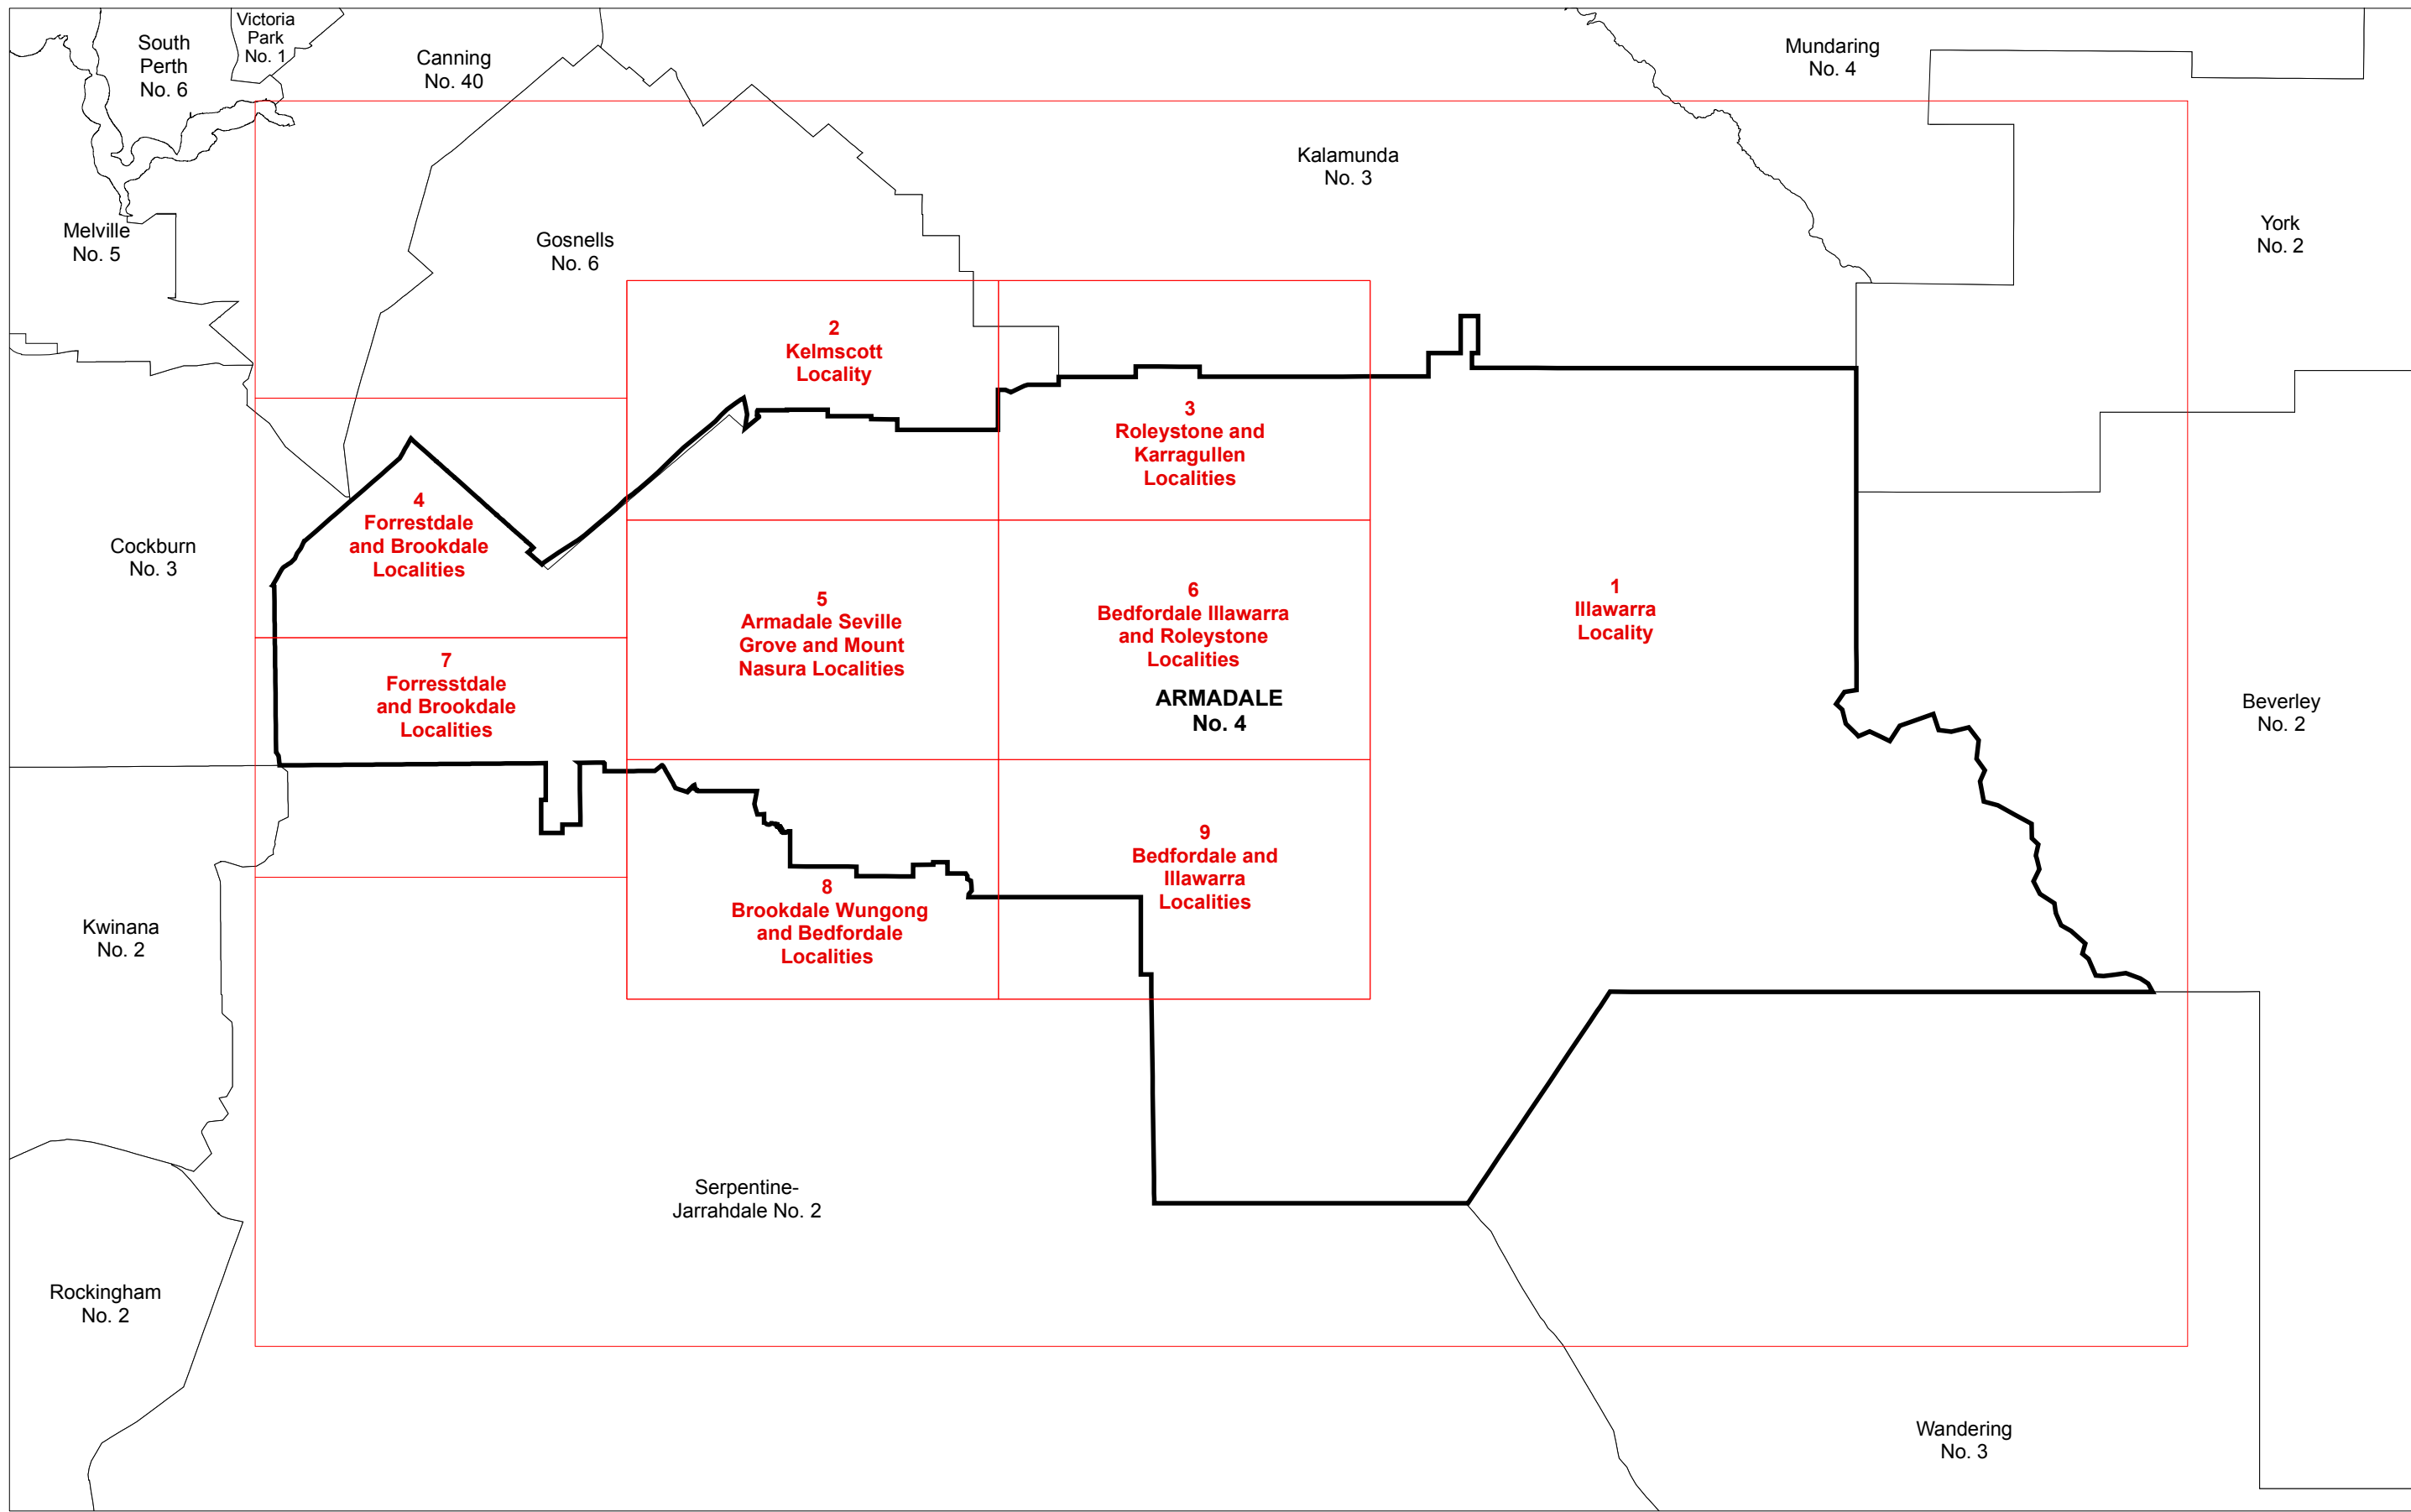 Victoria
Park
No. 1
South
Perth
No. 6
Canning
No. 40
Mundaring
No. 4
Kalamunda
No. 3
Melville
No. 5
Gosnells
No. 6
York
No. 2
2
Kelmscott
Locality
3
Roleystone and
Karragullen
Localities
4
Forrestdale
and Brookdale
Localities
Cockburn
No. 3
5
Armadale Seville
Grove and Mount
Nasura Localities
6
Bedfordale Illawarra
and Roleystone
Localities
1
Illawarra
Locality
7
Forresstdale
and Brookdale
Localities
ARMADALE
No. 4
Beverley
No. 2
8
Brookdale Wungong
and Bedfordale
Localities
9
Bedfordale and
Illawarra
Localities
Kwinana
No. 2
Serpentine-
Jarrahdale No. 2
Rockingham
No. 2
Wandering
No. 3